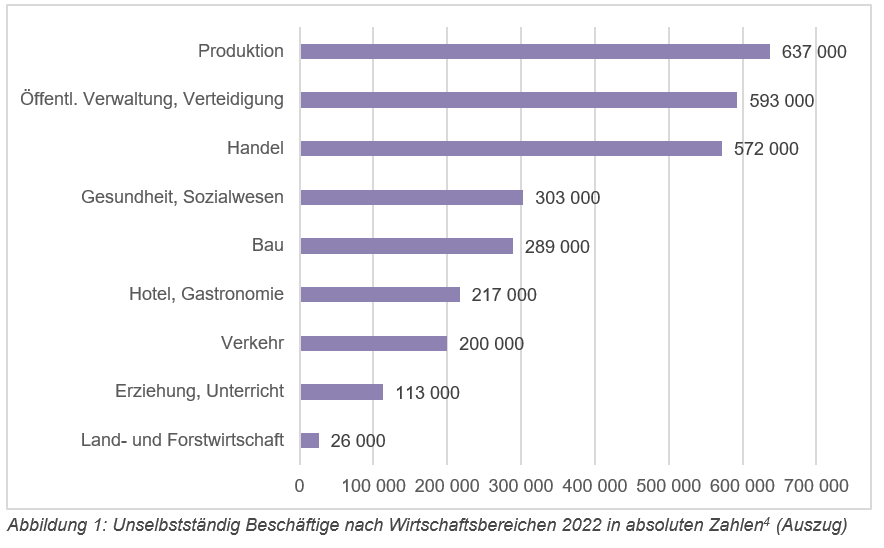 Produktion 637 000
Öffentl. Verwaltung, Verteidigung 593 000
Handel 572 000
Gesundheit, Sozialwesen 303 000
Bau 289 000
Hotel, Gastronomie 217 000
Verkehr 200 000
Erziehung, Unterricht 113 000
Land- und Forstwirtschaft 26 000
0 100 000 200 000 300 000 400 000 500 000 600 000 700 000
Abbildung 1: Unselbstständig Beschäftige nach Wirtschaftsbereichen 2022 in absoluten Zahlen⁴ (Auszug)